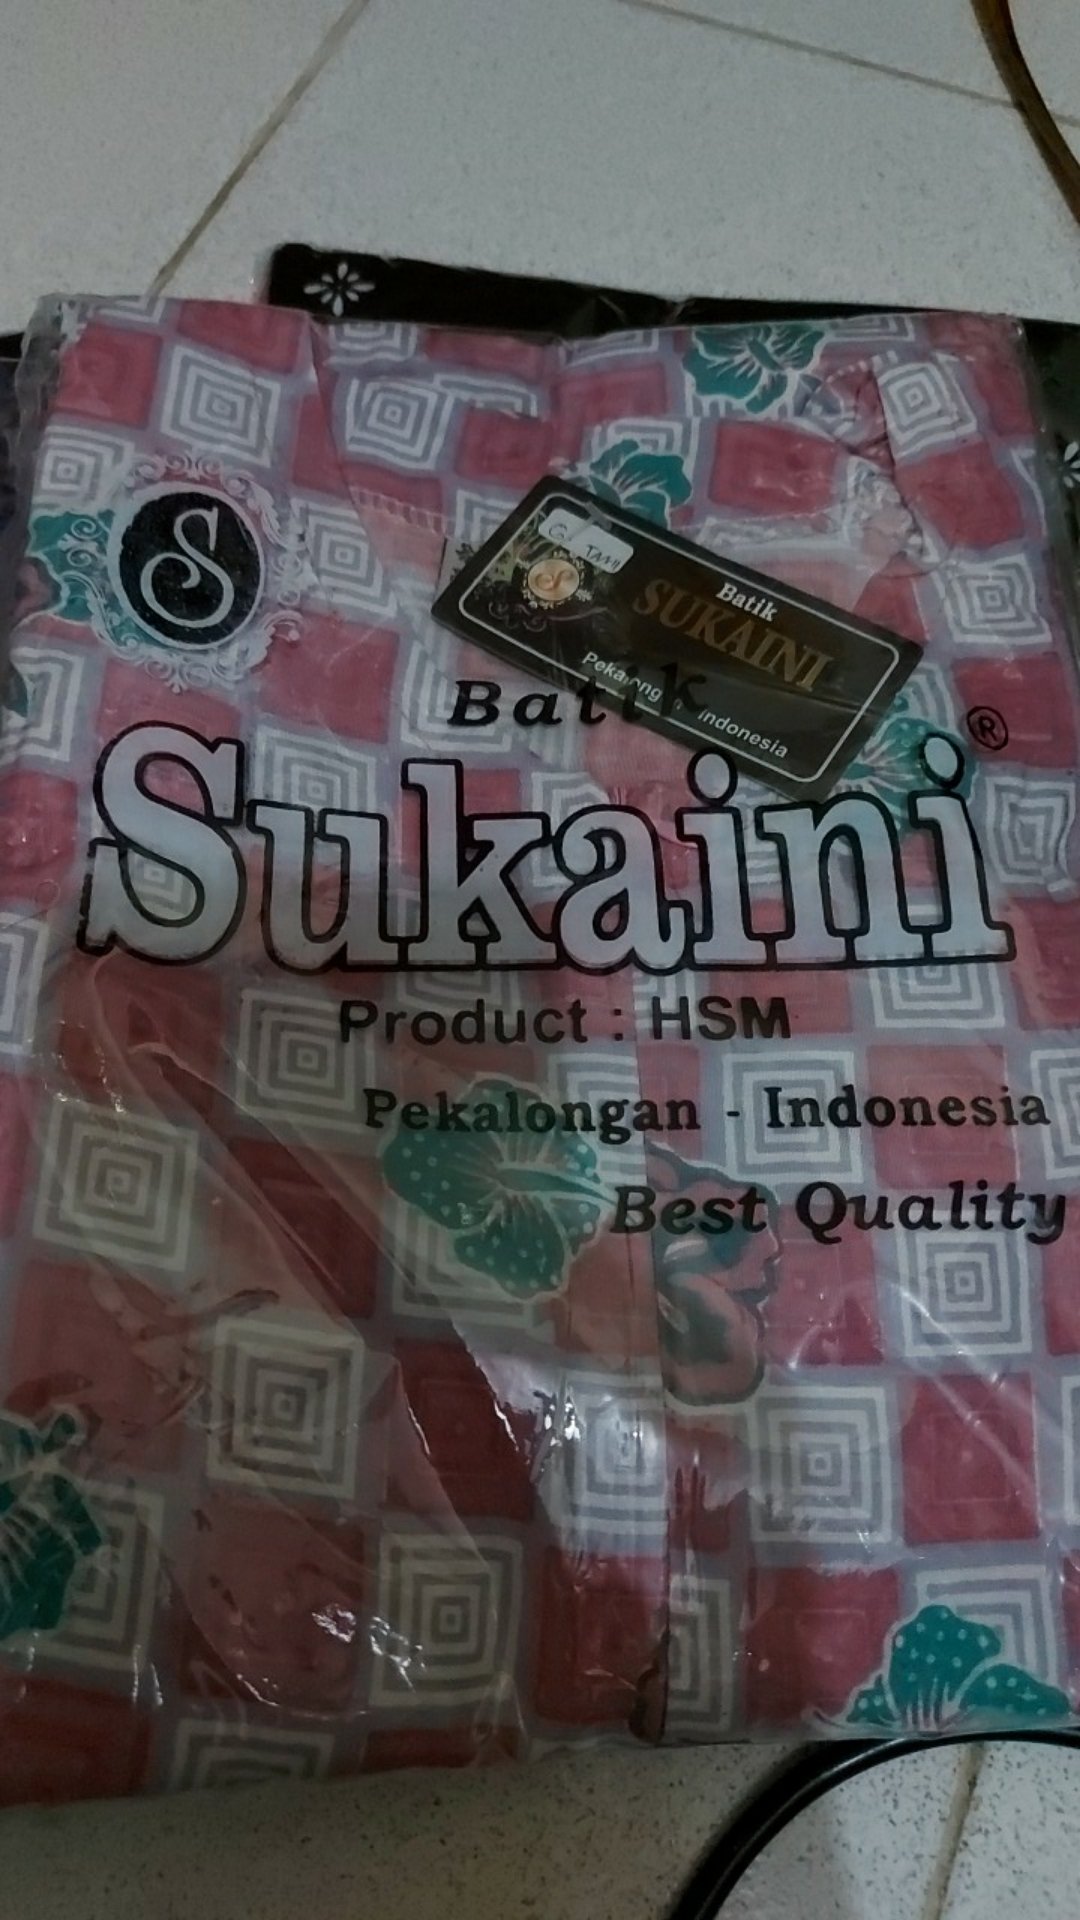 S
Batik
SUKAINI
Indonesia
Batik
Sukaini ®
Product : HSM
Pekalongan - Indonesia
Best Quality